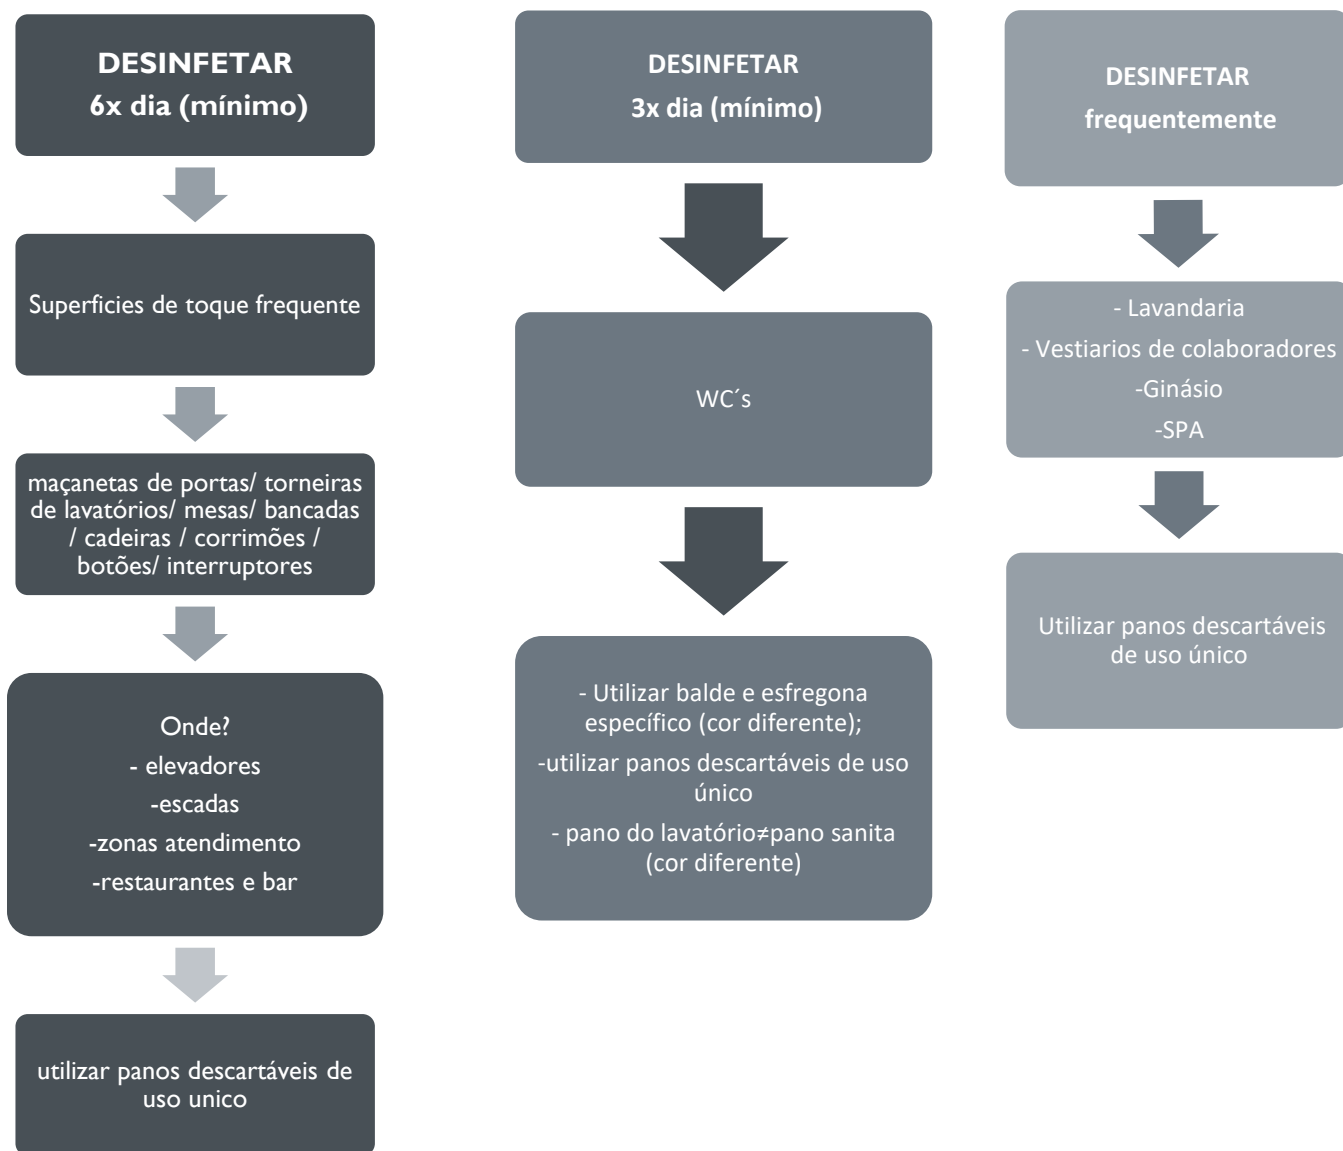 DESINFETAR
6x dia (mínimo)
Superficies de toque frequente
maçanetas de portas/ torneiras
de lavatórios/ mesas/ bancadas
/ cadeiras / corrimões /
botões/ interruptores
Onde?
- elevadores
-escadas
-zonas atendimento
-restaurantes e bar
utilizar panos descartáveis de
uso unico
DESINFETAR
3x dia (mínimo)
WC´s
- Utilizar balde e esfregona
específico (cor diferente);
-utilizar panos descartáveis de uso
único
- pano do lavatório≠pano sanita
(cor diferente)
DESINFETAR
frequentemente
- Lavandaria
- Vestiarios de colaboradores
-Ginásio
-SPA
Utilizar panos descartáveis
de uso único